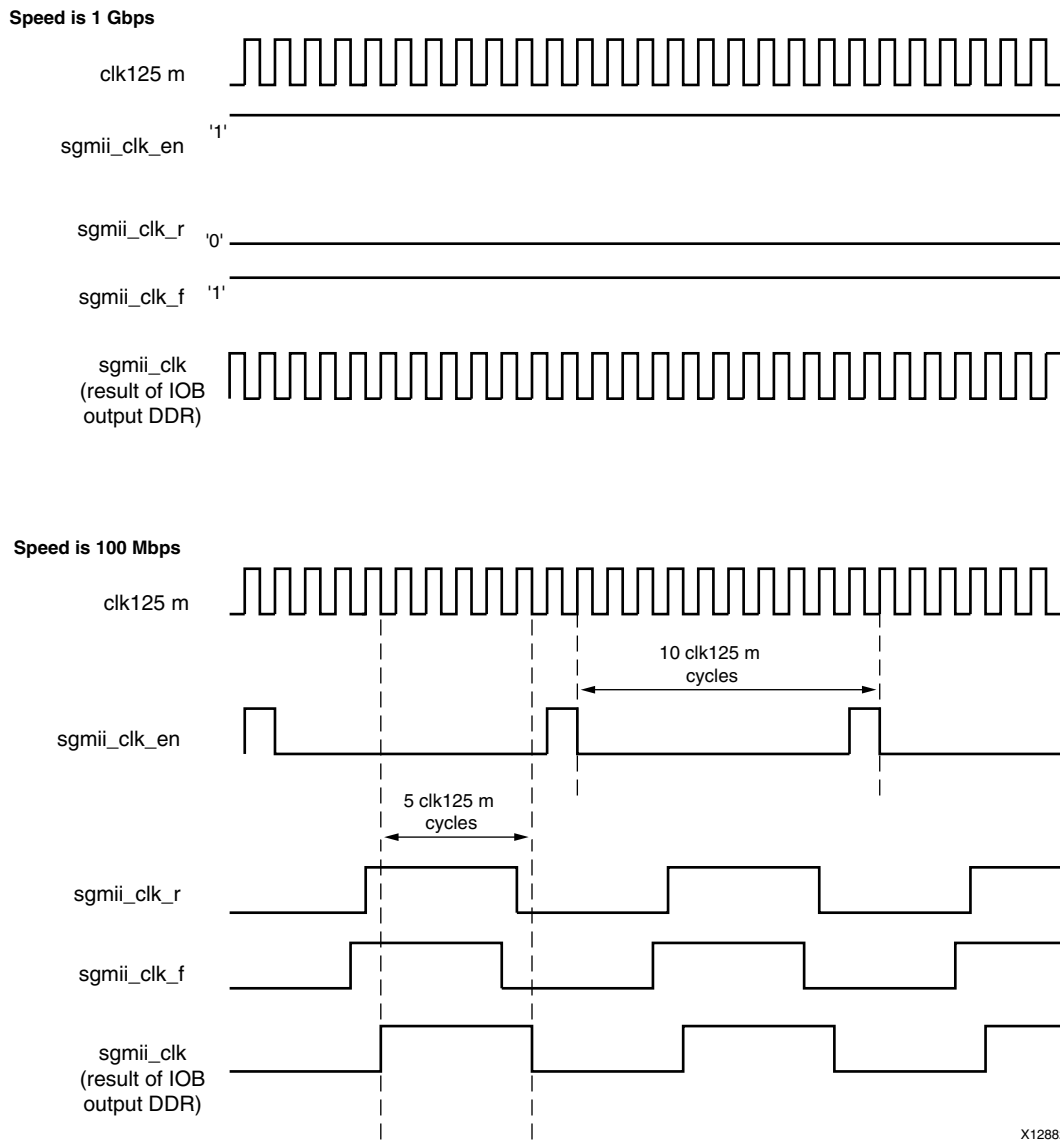 Speed is 1 Gbps
clk125 m
'1'
sgmii_clk_en
sgmii_clk_r
'0'
sgmii_clk_f
'1'
sgmii_clk
(result of IOB
output DDR)
Speed is 100 Mbps
clk125 m
10 clk125 m
cycles
sgmii_clk_en
5 clk125 m
cycles
sgmii_clk_r
sgmii_clk_f
sgmii_clk
(result of IOB
output DDR)
X1288